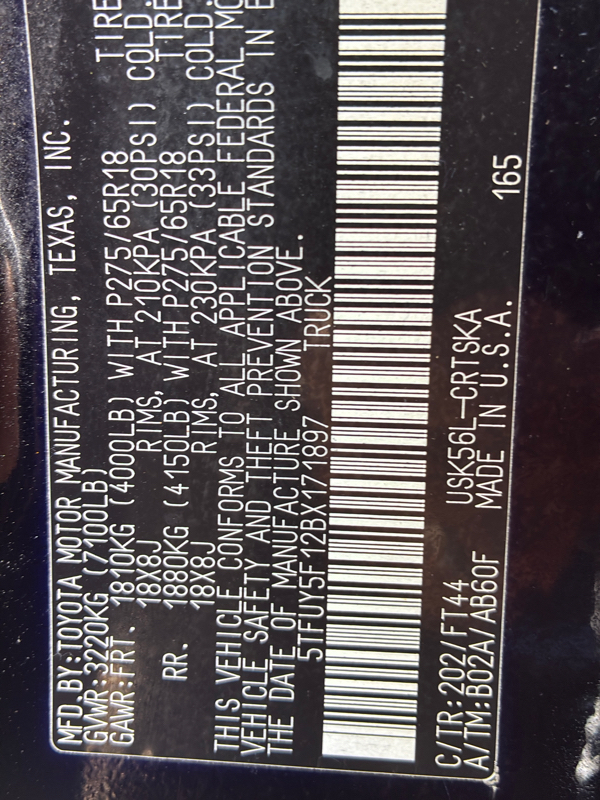 MFD.BY:TOYOTA MOTOR MANUFACTURING, TEXAS, INC.
GVWR:3220KG(7100LB)
GAWR:FRT. 1810KG (4000LB) WITH P275/65R18 TIRE
18X8J RIMS, AT 210KPA (30PSI) COLD.
RR. 1880KG (4150LB) WITH P275/65R18 TIRE
18X8J RIMS, AT 230KPA (33PSI) COLD.
THIS VEHICLE CONFORMS TO ALL APPLICABLE FEDERAL MO
VEHICLE SAFETY AND THEFT PREVENTION STANDARDS IN E
THE DATE OF MANUFACTURE SHOWN ABOVE.
5TFUY5F12BX171897 TRUCK
C/TR:202/FT44 USK56L-CRTSKA 165
A/TM:B02A/AB60F MADE IN U.S.A.